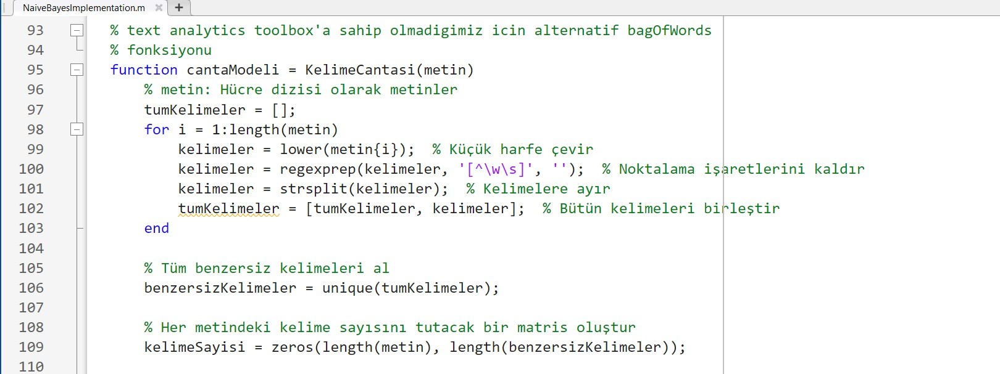 NaiveBayesImplementation.m × +
93 % text analytics toolbox'a sahip olmadigimiz icin alternatif bagOfWords
94 % fonksiyonu
95 function cantaModeli = KelimeCantasi(metin)
96 % metin: Hücre dizisi olarak metinler
97 tumKelimeler = [];
98 for i = 1:length(metin)
99 kelimeler = lower(metin{i}); % Küçük harfe çevir
100 kelimeler = regexprep(kelimeler, '[^\w\s]', ''); % Noktalama işaretlerini kaldır
101 kelimeler = strsplit(kelimeler); % Kelimelere ayır
102 tumKelimeler = [tumKelimeler, kelimeler]; % Bütün kelimeleri birleştir
103 end
104
105 % Tüm benzersiz kelimeleri al
106 benzersizKelimeler = unique(tumKelimeler);
107
108 % Her metindeki kelime sayısını tutacak bir matris oluştur
109 kelimeSayisi = zeros(length(metin), length(benzersizKelimeler));
110